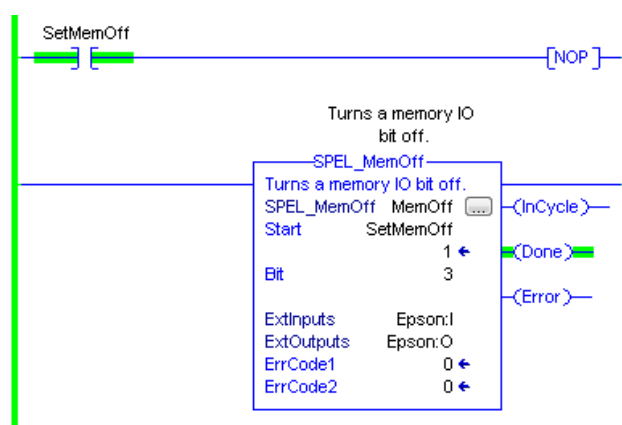 SetMemOff
NOP
Turns a memory IO
bit off.
SPEL_MemOff
Turns a memory IO bit off.
SPEL_MemOff MemOff ...
InCycle
Start SetMemOff
1
Done
Bit 3
Error
ExtInputs Epson:I
ExtOutputs Epson:O
ErrCode1 0
ErrCode2 0